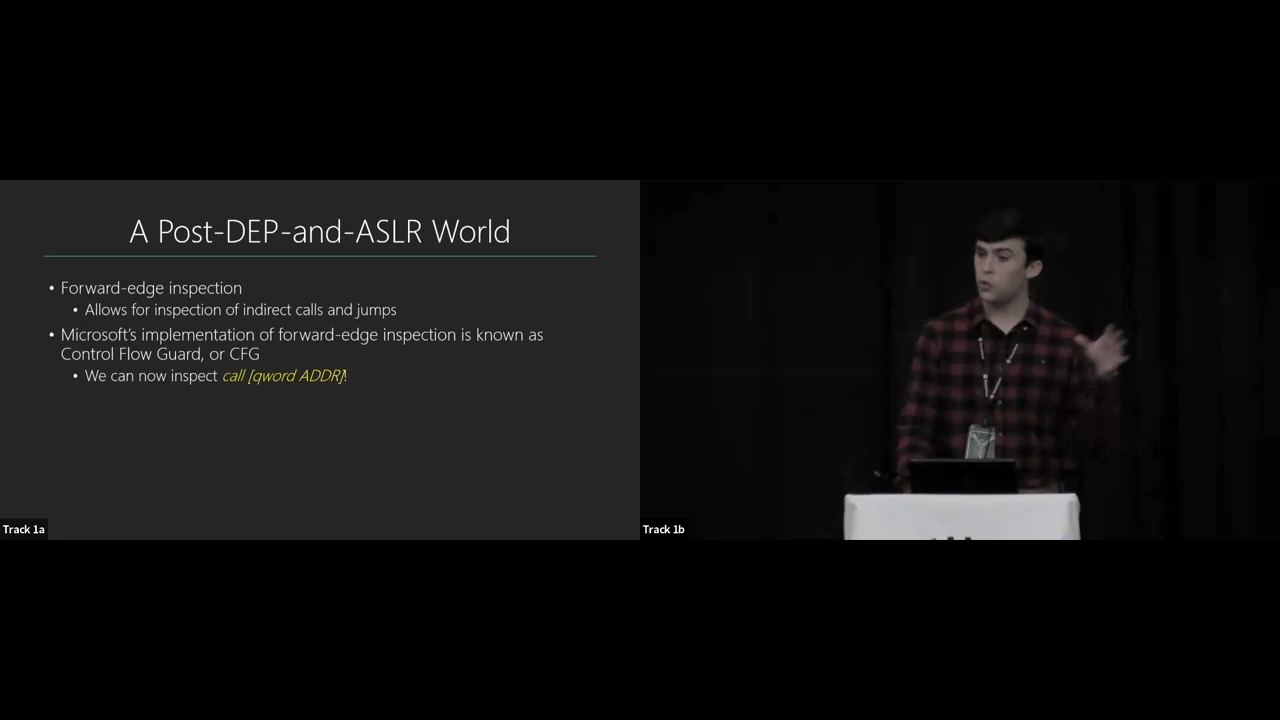 A Post-DEP-and-ASLR World
• Forward-edge inspection
• Allows for inspection of indirect calls and jumps
• Microsoft's implementation of forward-edge inspection is known as
Control Flow Guard, or CFG
• We can now inspect call [qword ADDR]!
Track 1a
Track 1b